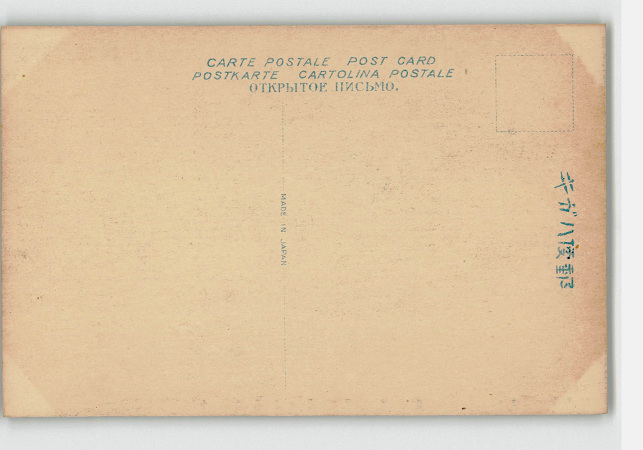 CARTE POSTALE POST CARD
POSTKARTE CARTOLINA POSTALE
ОТКРЫТОЕ ПИСЬМО.
MADE IN JAPAN
キガハ便郵